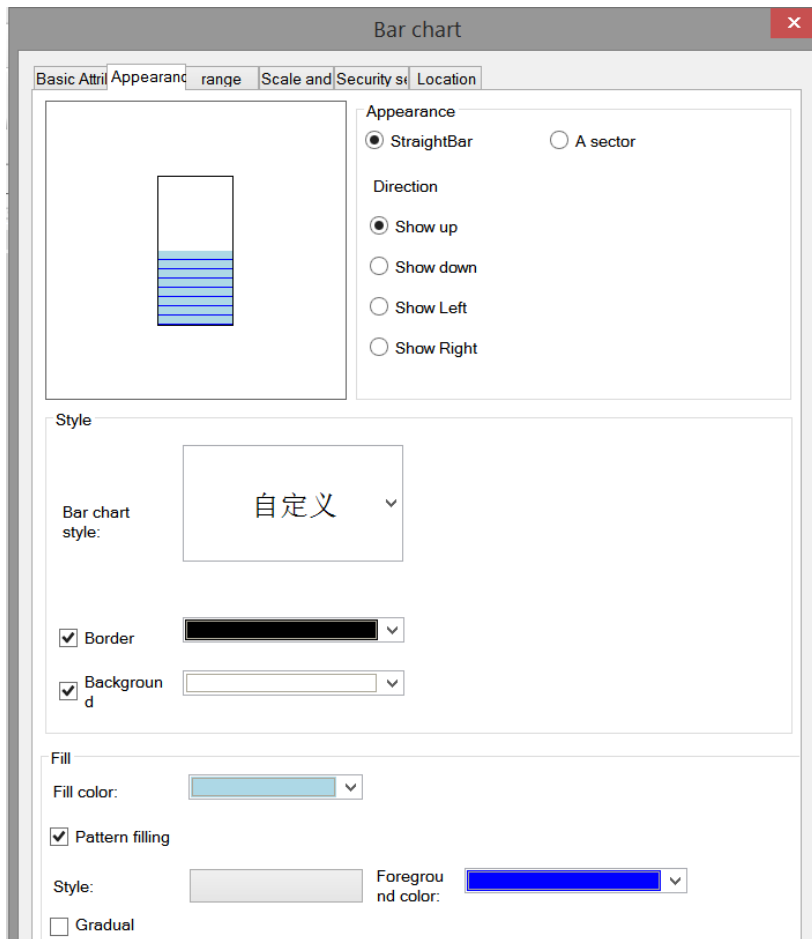 Bar chart
Basic Attril Appearanc range Scale and Security se Location
Appearance
StraightBar A sector
Direction
Show up
Show down
Show Left
Show Right
Style
Bar chart
style:
自定义
Border
Backgroun
d
Fill
Fill color:
Pattern filling
Style:
Foregrou
nd color:
Gradual